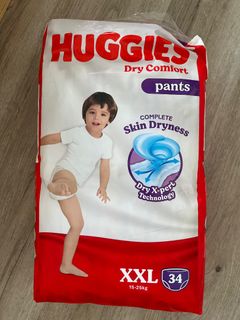 HUGGIES
Dry Comfort
pants
COMPLETE
Skin Dryness
Dry X-pert
Technology
XXL
34
15-25kg